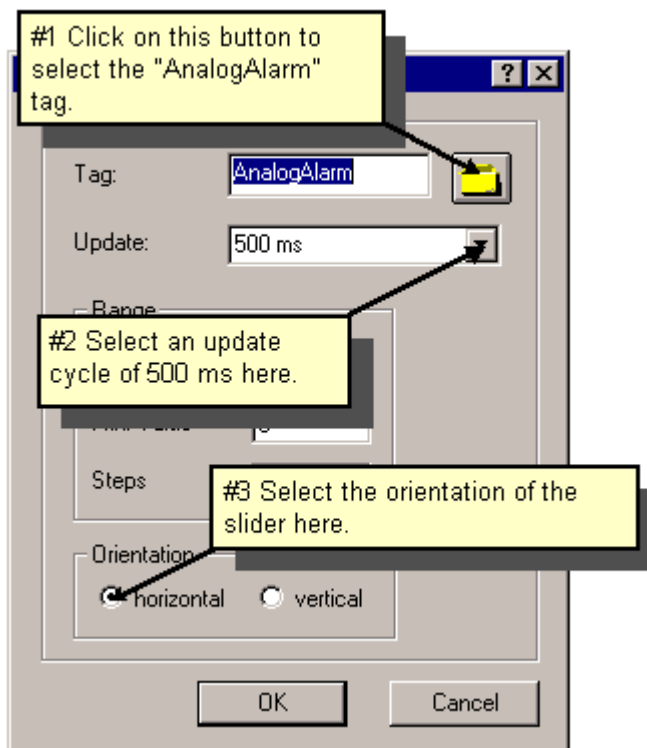 #1 Click on this button to
select the "AnalogAlarm"
tag.
Tag:
AnalogAlarm
Update:
500 ms
Range
#2 Select an update
cycle of 500 ms here.
Steps
#3 Select the orientation of the
slider here.
Orientation
horizontal
vertical
OK
Cancel